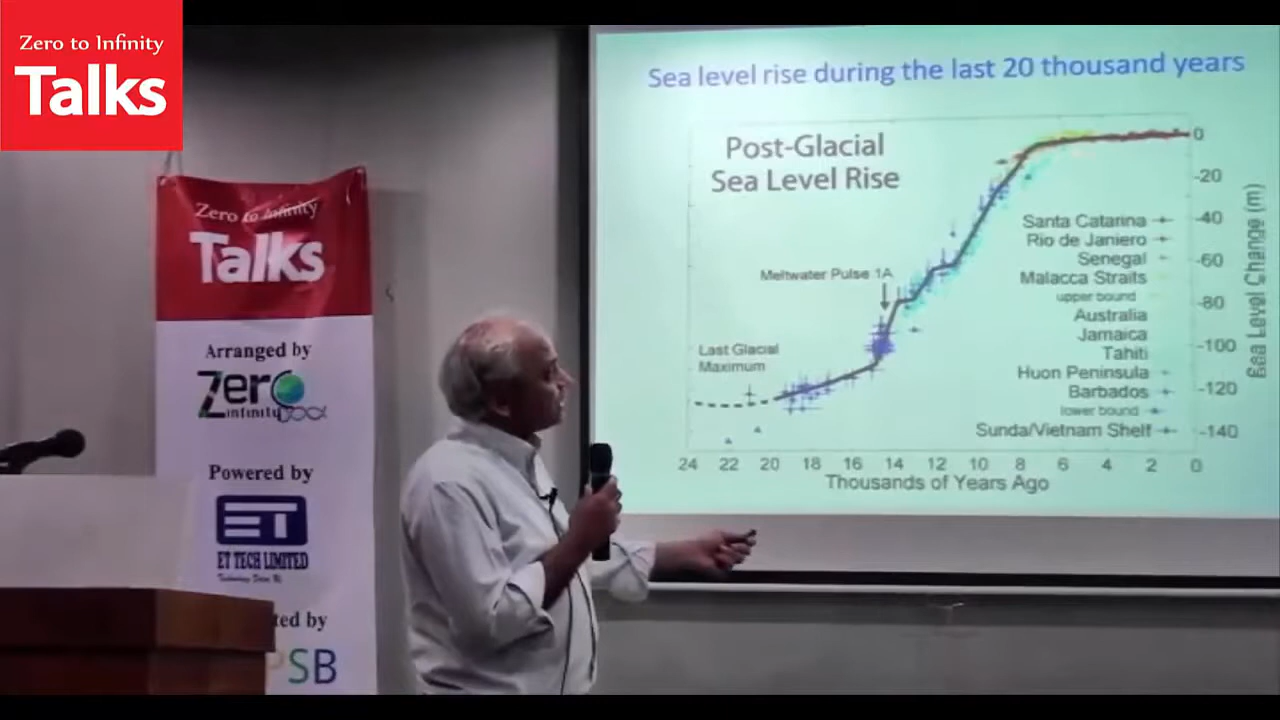 Zero to Infinity
Talks
Zero to Infinity
Talks
Arranged by
Zero
infinity
Powered by
ET
ET TECH LIMITED
ted by
PSB
Sea level rise during the last 20 thousand years
Post-Glacial
Sea Level Rise
Meltwater Pulse 1A
Last Glacial
Maximum
Santa Catarina
Rio de Janiero
Senegal
Malacca Straits
upper bound
Australia
Jamaica
Tahiti
Huon Peninsula
Barbados
lower bound
Sunda/Vietnam Shelf
0
-20
-40
-60
-80
-100
-120
-140
Sea Level Change (m)
24 22 20 18 16 14 12 10 8 6 4 2 0
Thousands of Years Ago